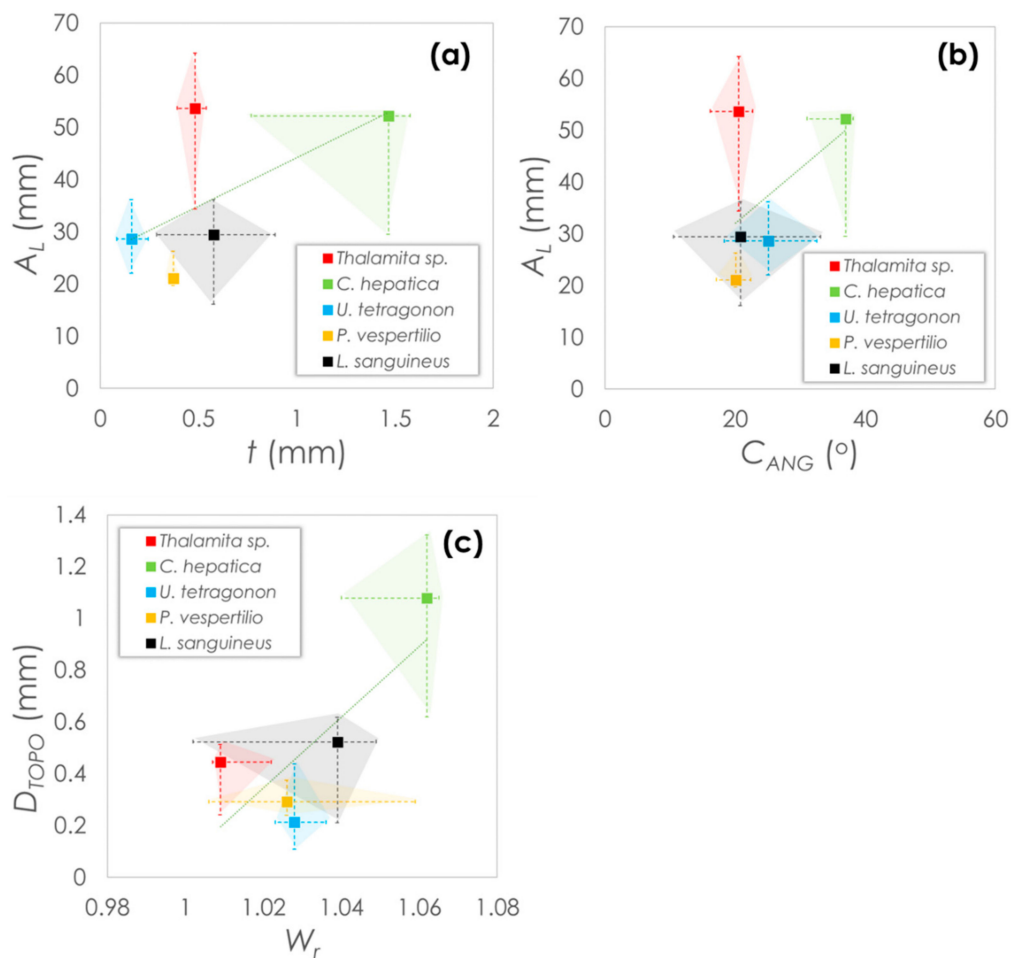 (a)
A_L (mm)
70
60
50
40
30
20
10
0
Thalamita sp.
C. hepatica
U. tetragonon
P. vespertilio
L. sanguineus
0 0.5 1 1.5 2
t (mm)
(b)
A_L (mm)
70
60
50
40
30
20
10
0
Thalamita sp.
C. hepatica
U. tetragonon
P. vespertilio
L. sanguineus
0 20 40 60
C_ANG (°)
(c)
D_TOPO (mm)
1.4
1.2
1
0.8
0.6
0.4
0.2
0
Thalamita sp.
C. hepatica
U. tetragonon
P. vespertilio
L. sanguineus
0.98 1 1.02 1.04 1.06 1.08
W_r